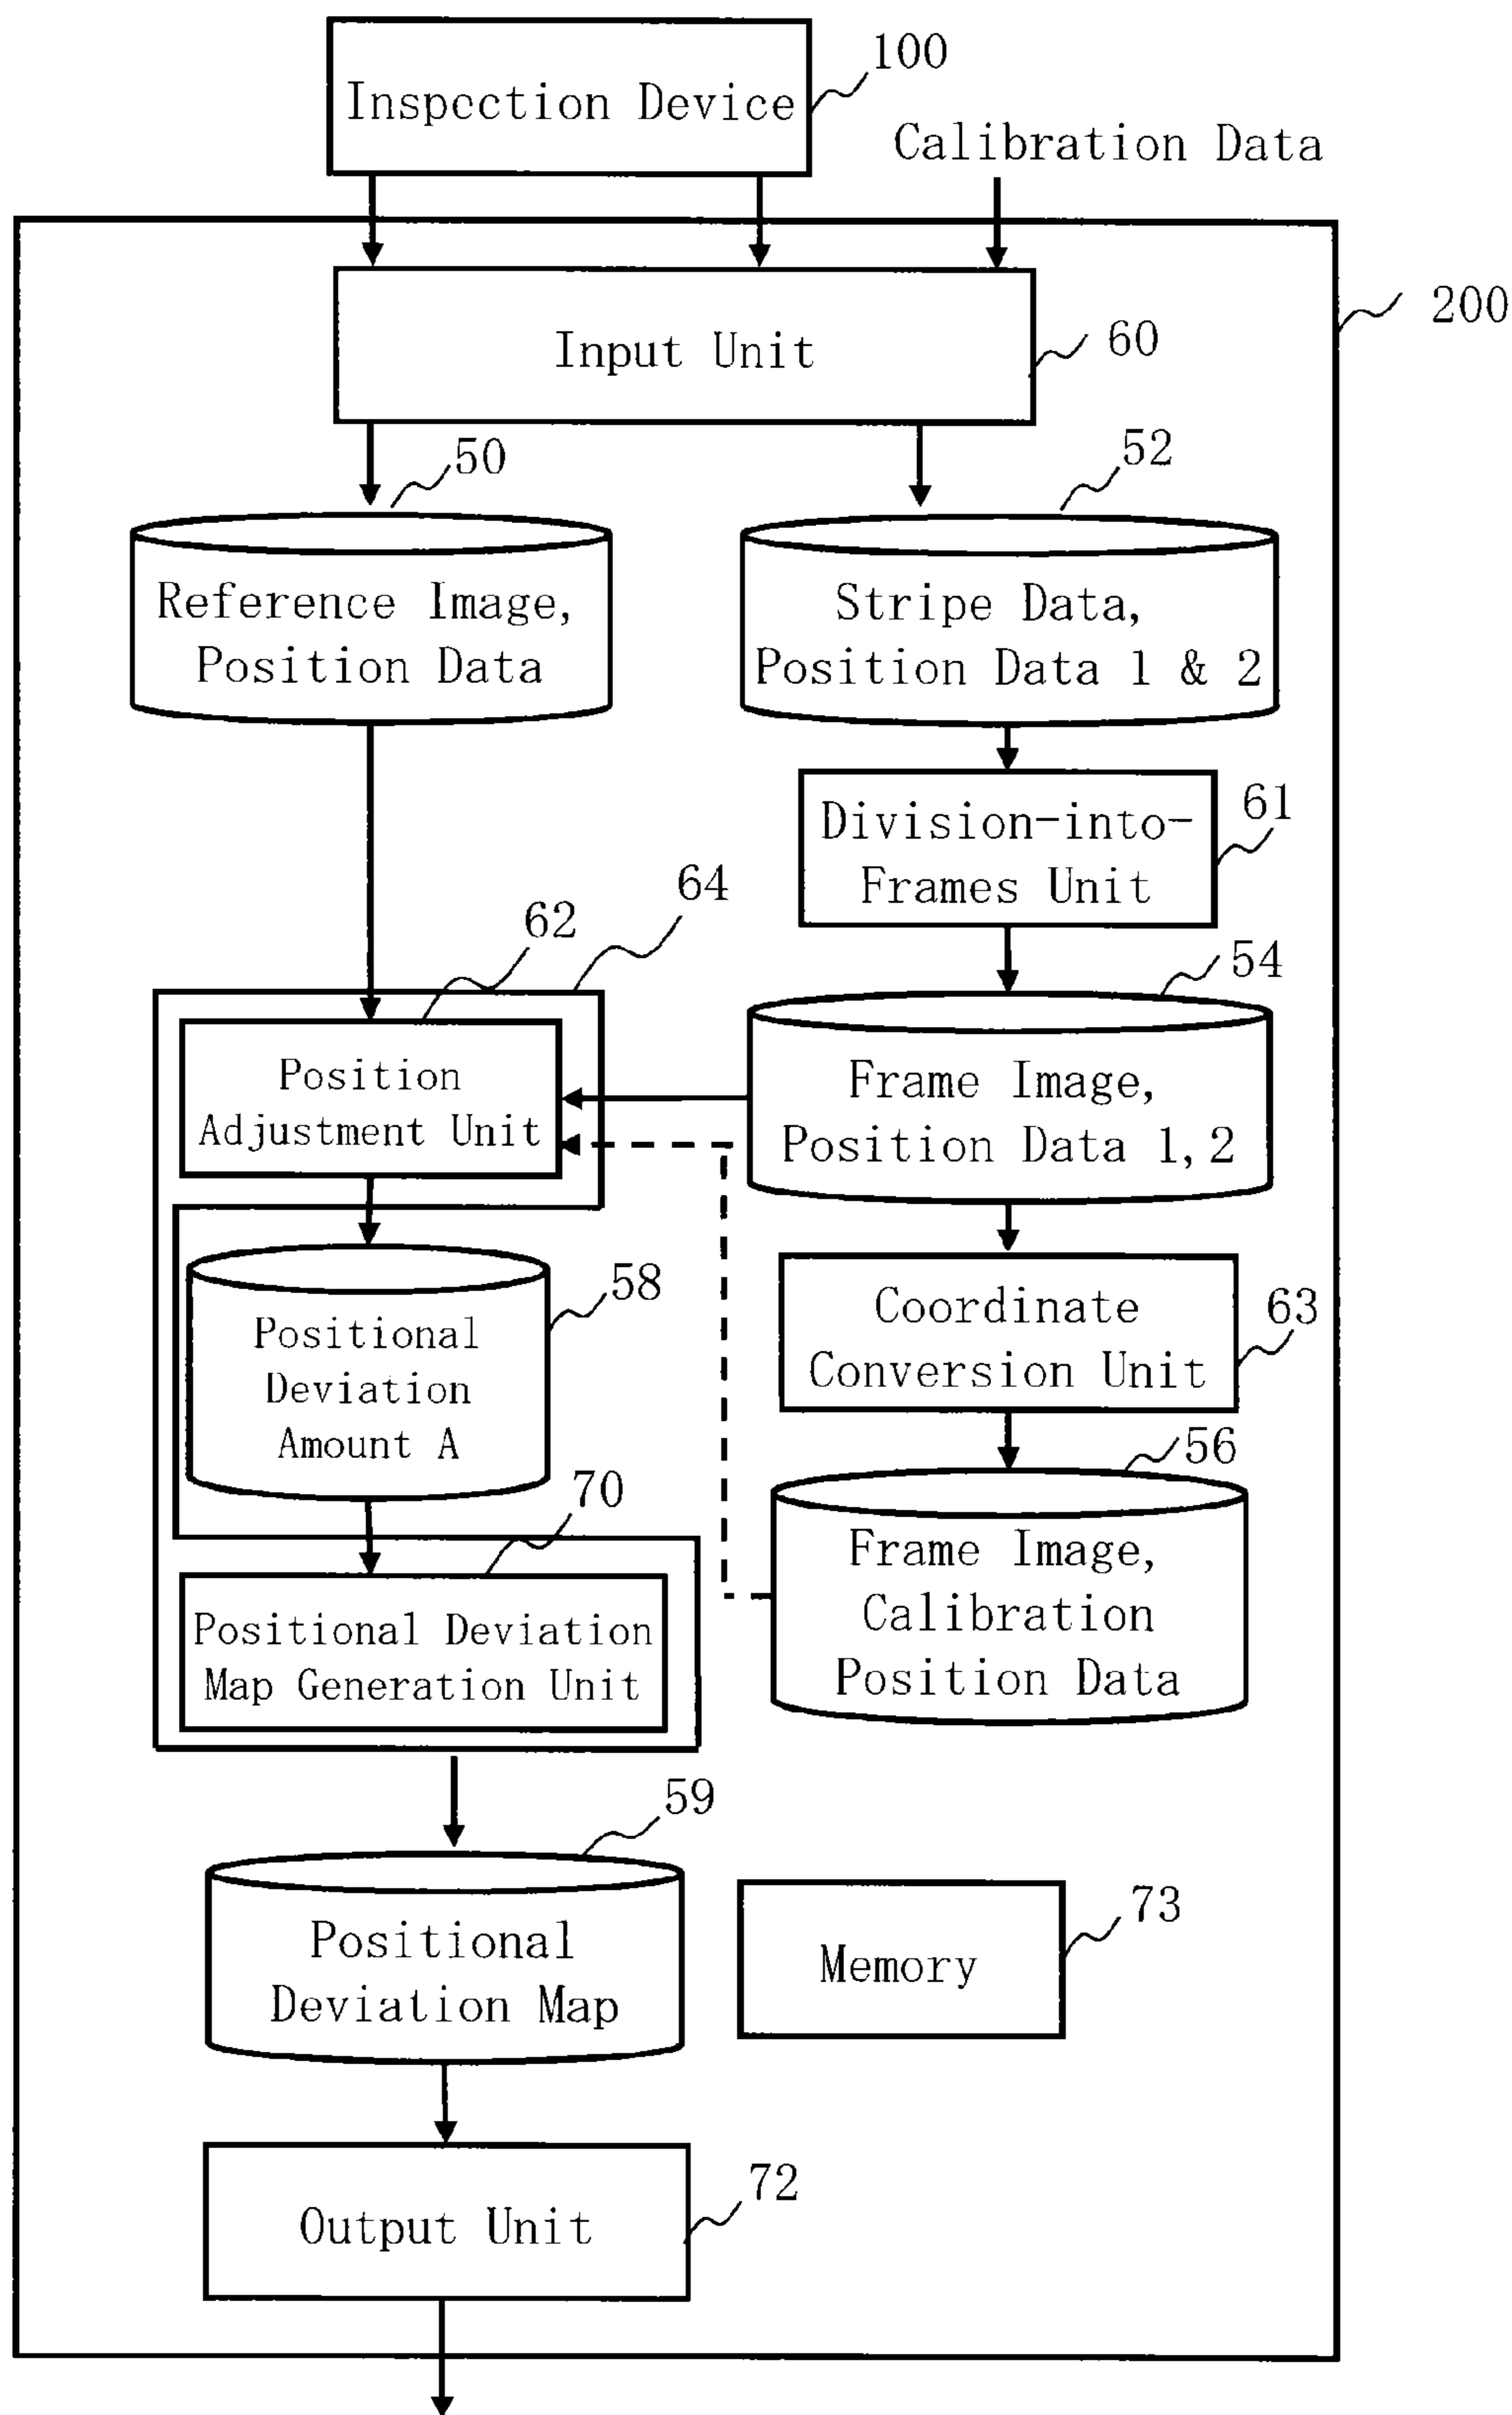 100
Inspection Device
Calibration Data
200
Input Unit
60
50
52
Reference Image,
Position Data
Stripe Data,
Position Data 1 & 2
61
Division-into-
Frames Unit
64
62
54
Position
Adjustment Unit
Frame Image,
Position Data 1, 2
58
Positional
Deviation
Amount A
Coordinate
Conversion Unit
63
56
70
Frame Image,
Calibration
Position Data
Positional Deviation
Map Generation Unit
59
Positional
Deviation Map
Memory
73
72
Output Unit